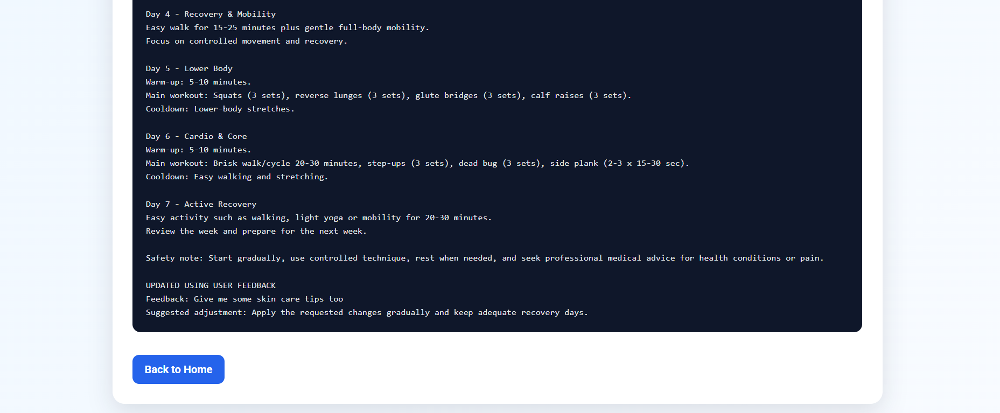 Day 4 - Recovery & Mobility
Easy walk for 15-25 minutes plus gentle full-body mobility.
Focus on controlled movement and recovery.
Day 5 - Lower Body
Warm-up: 5-10 minutes.
Main workout: Squats (3 sets), reverse lunges (3 sets), glute bridges (3 sets), calf raises (3 sets).
Cooldown: Lower-body stretches.
Day 6 - Cardio & Core
Warm-up: 5-10 minutes.
Main workout: Brisk walk/cycle 20-30 minutes, step-ups (3 sets), dead bug (3 sets), side plank (2-3 x 15-30 sec).
Cooldown: Easy walking and stretching.
Day 7 - Active Recovery
Easy activity such as walking, light yoga or mobility for 20-30 minutes.
Review the week and prepare for the next week.
Safety note: Start gradually, use controlled technique, rest when needed, and seek professional medical advice for health conditions or pain.
UPDATED USING USER FEEDBACK
Feedback: Give me some skin care tips too
Suggested adjustment: Apply the requested changes gradually and keep adequate recovery days.
Back to Home